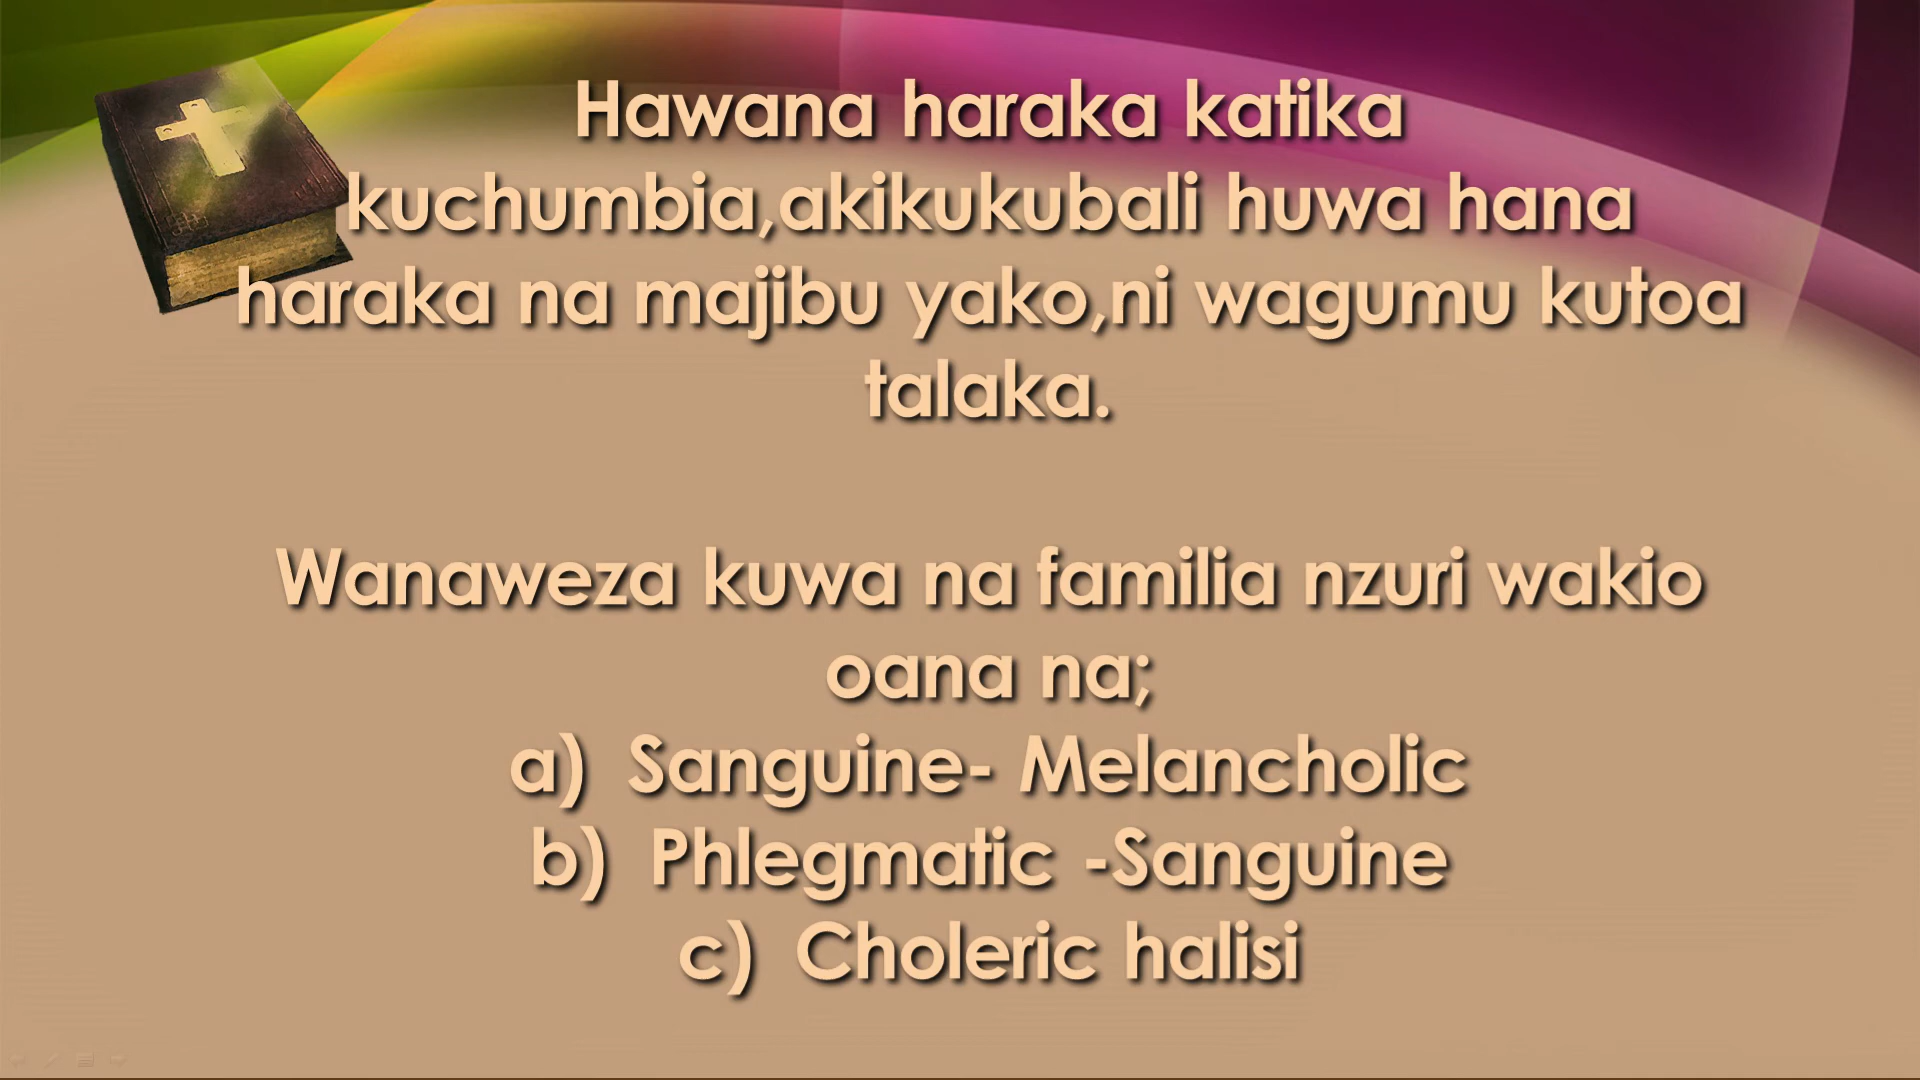 Hawana haraka katika
kuchumbia,akikukubali huwa hana
haraka na majibu yako,ni wagumu kutoa
talaka.
Wanaweza kuwa na familia nzuri wakio
oana na;
a) Sanguine- Melancholic
b) Phlegmatic -Sanguine
c) Choleric halisi